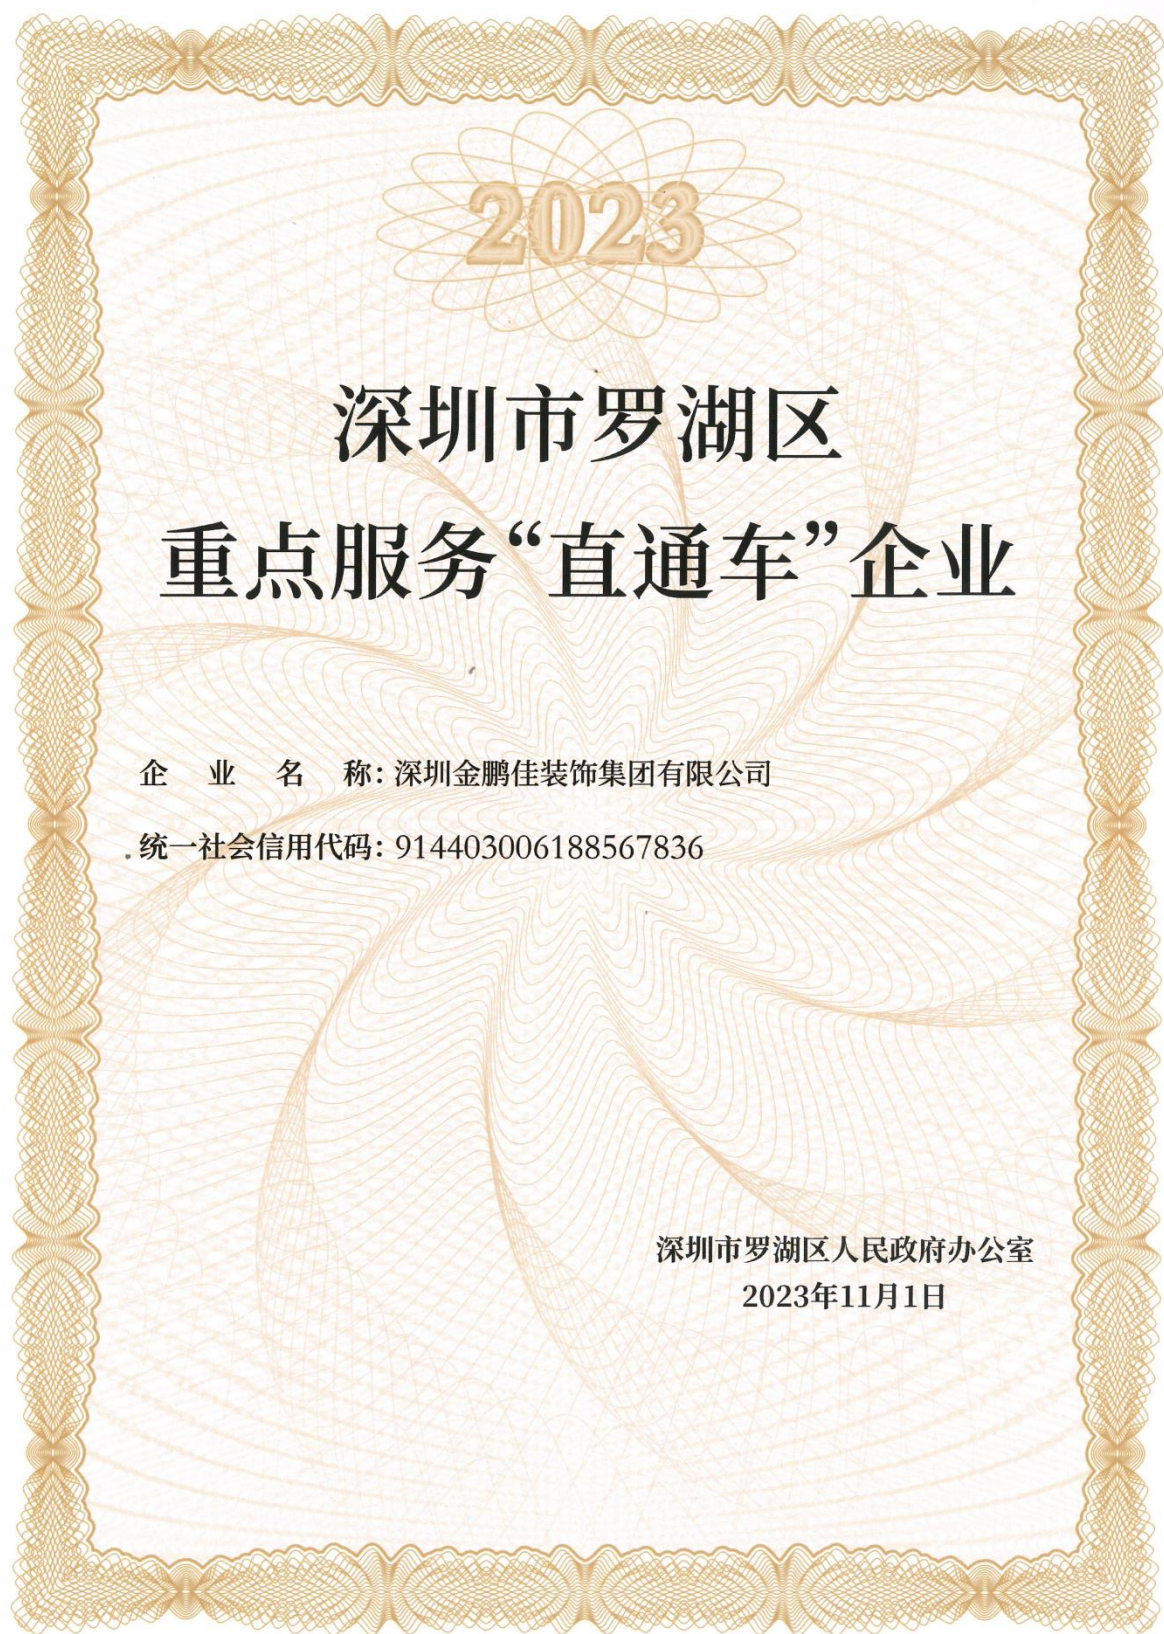 2023
深圳市罗湖区
重点服务“直通车”企业
企业名称：深圳金鹏佳装饰集团有限公司
统一社会信用代码：914403006188567836
深圳市罗湖区人民政府办公室
2023年11月1日